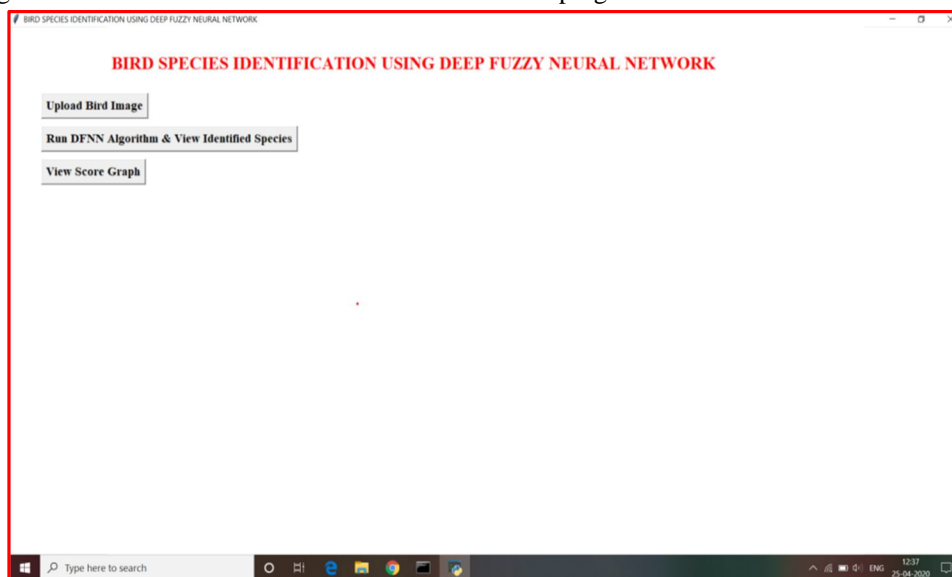 BIRD SPECIES IDENTIFICATION USING DEEP FUZZY NEURAL NETWORK
BIRD SPECIES IDENTIFICATION USING DEEP FUZZY NEURAL NETWORK
Upload Bird Image
Run DFNN Algorithm & View Identified Species
View Score Graph
Type here to search
ENG
12:37
25-04-2020